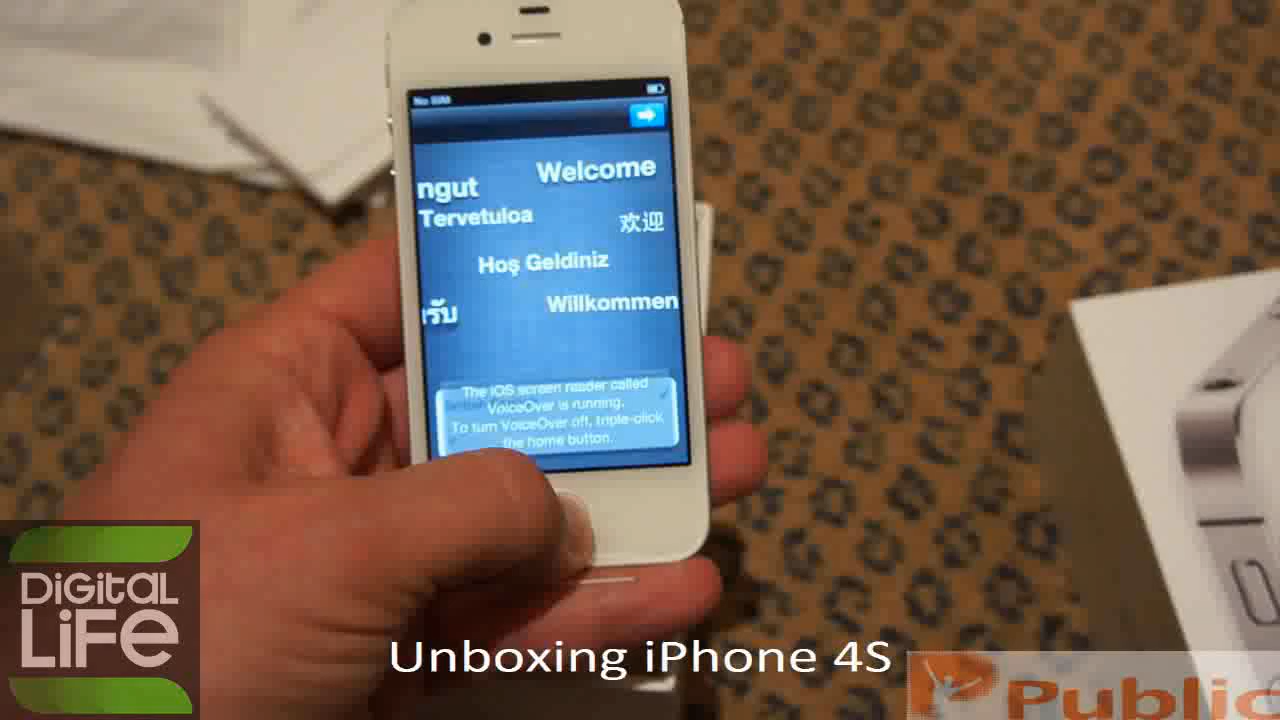 No SIM
Welcome
ngut
Tervetuloa
欢迎
Hoş Geldiniz
รับ
Willkommen
The iOS screen reader called
VoiceOver is running.
To turn VoiceOver off, triple-click
the home button.
DiGiTAL
LiFE
Unboxing iPhone 4S
Public